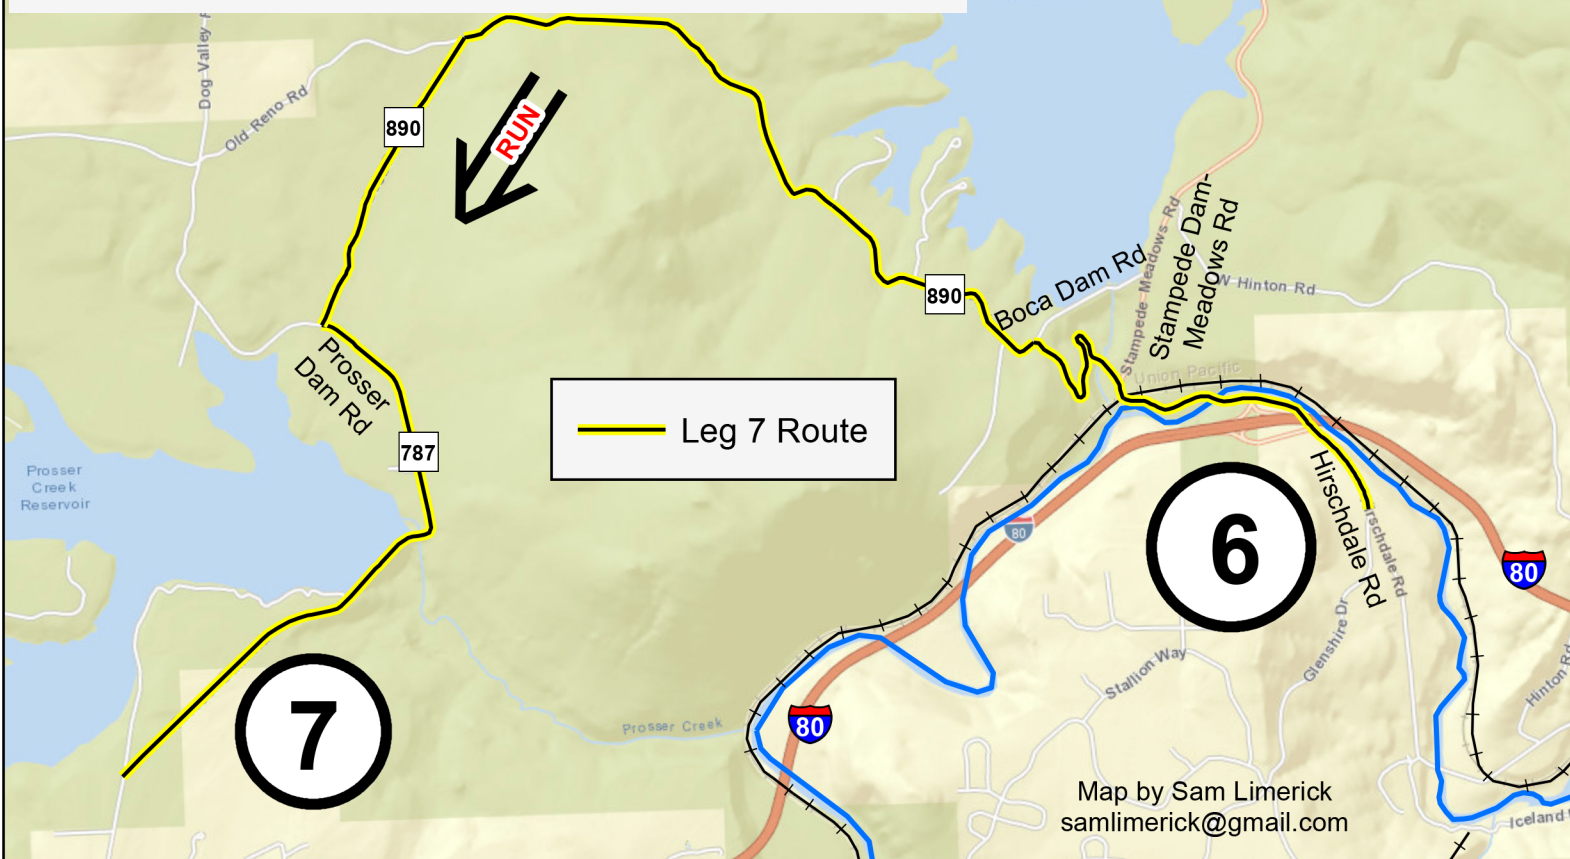 Dog Valley
Old Reno Rd
890
RUN
890
Boca Dam Rd
Stampede Meadows Rd
Stampede Dam-
Meadows Rd
W Hinton Rd
Union Pacific
Prosser
Dam Rd
787
Leg 7 Route
Prosser
Creek
Reservoir
80
6
Hirschdale Rd
rschdale Rd
80
Glenshire Dr
Stallion Way
Hinton Rd
7
Prosser Creek
80
Map by Sam Limerick
samlimerick@gmail.com
Iceland